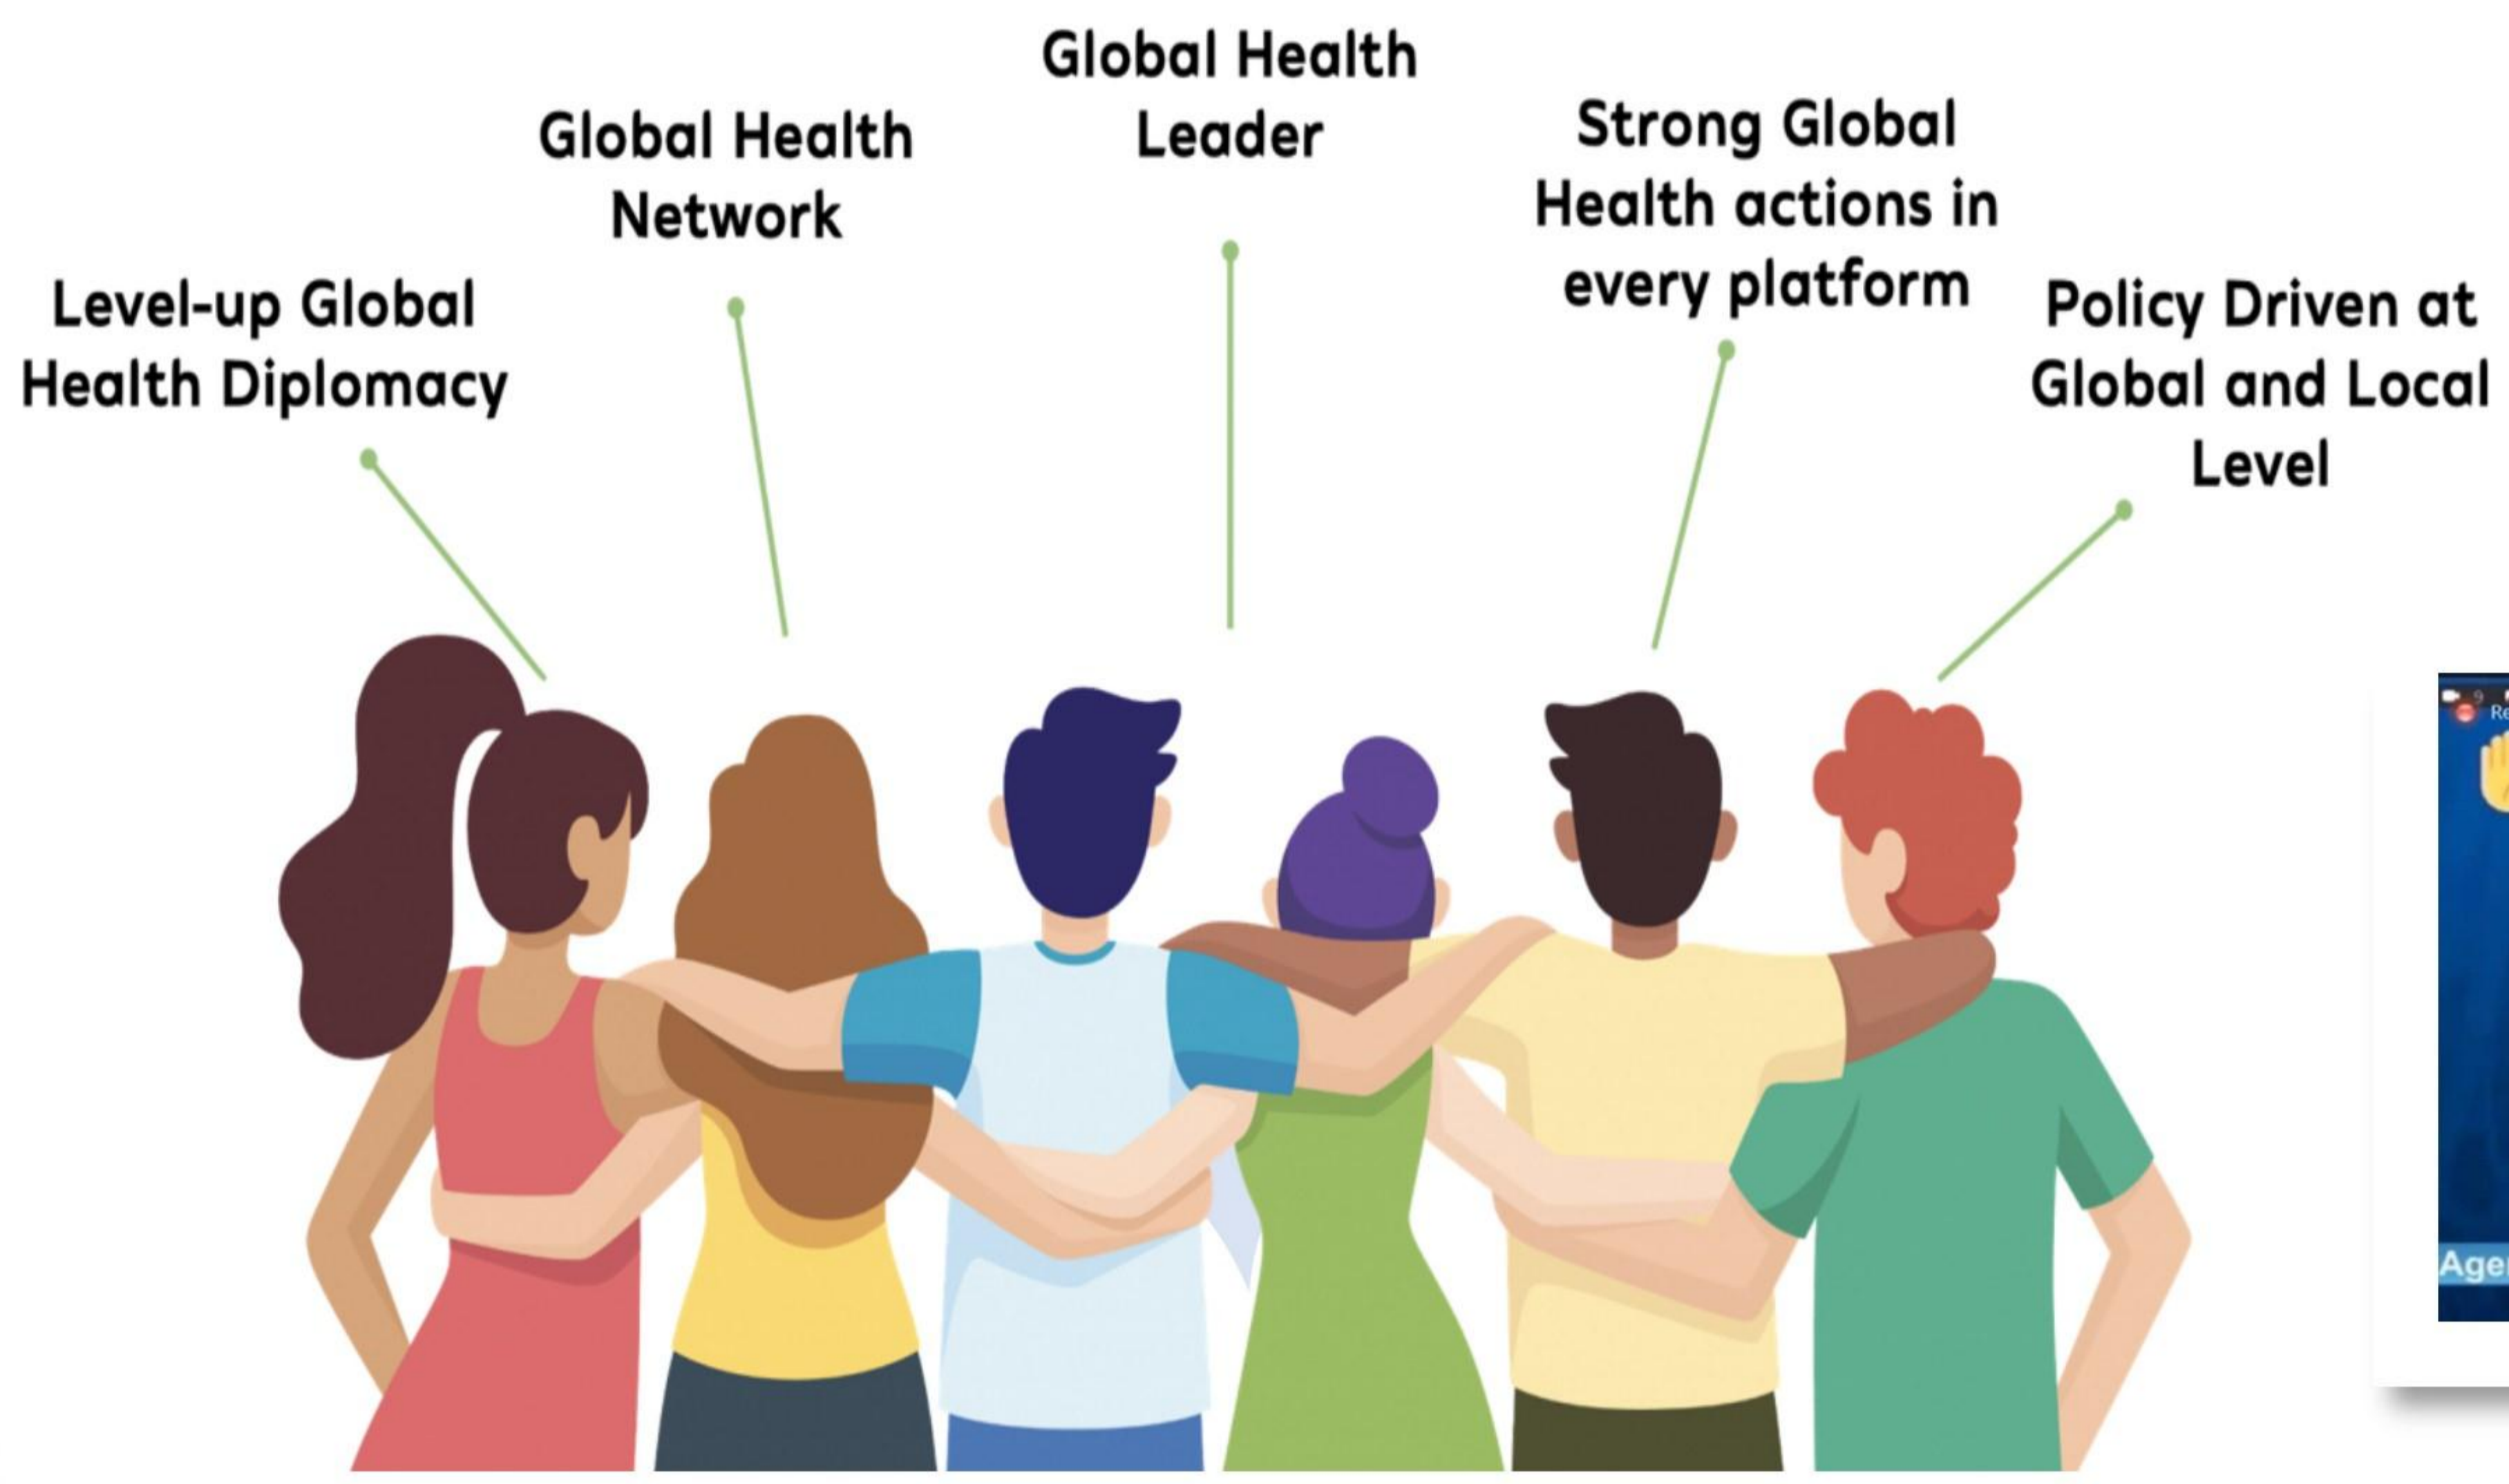 Global Health
Leader
Global Health
Network
Strong Global
Health actions in
every platform
Level-up Global
Health Diplomacy
Policy Driven at
Global and Local
Level
9